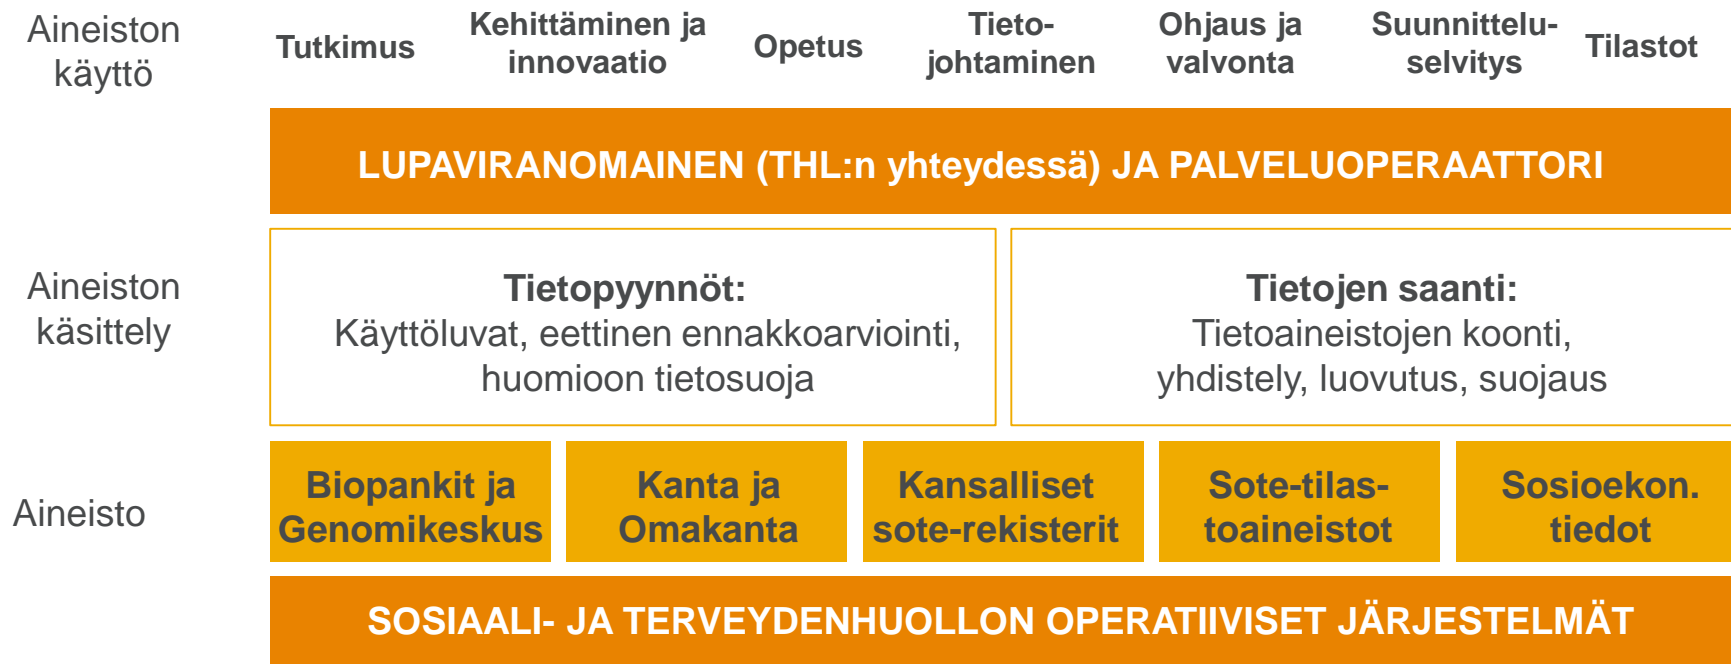 Aineiston
käyttö
Tutkimus
Kehittäminen ja
innovaatio
Opetus
Tieto-
johtaminen
Ohjaus ja
valvonta
Suunnittelu-
selvitys
Tilastot
LUPAVIRANOMAINEN (THL:n yhteydessä) JA PALVELUOPERAATTORI
Aineiston
käsittely
Tietopyynnöt:
Käyttöluvat, eettinen ennakkoarviointi,
huomioon tietosuoja
Tietojen saanti:
Tietoaineistojen koonti,
yhdistely, luovutus, suojaus
Aineisto
Biopankit ja
Genomikeskus
Kanta ja
Omakanta
Kansalliset
sote-rekisterit
Sote-tilas-
toaineistot
Sosioekon.
tiedot
SOSIAALI- JA TERVEYDENHUOLLON OPERATIIVISET JÄRJESTELMÄT